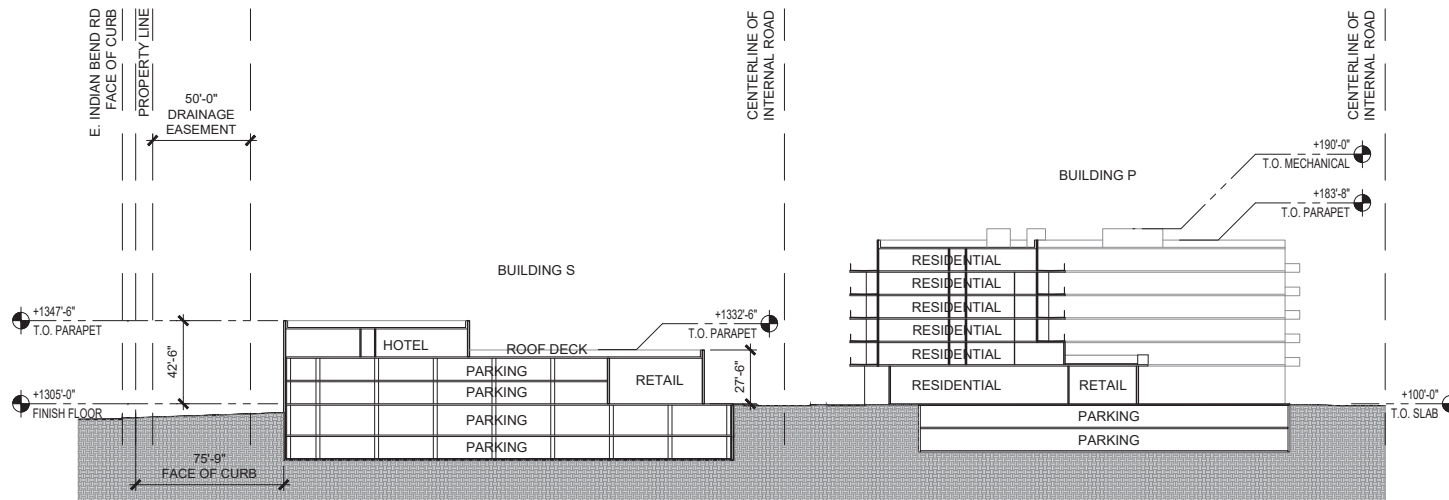 E. INDIAN BEND RD
FACE OF CURB
PROPERTY LINE
50'-0"
DRAINAGE
EASEMENT
CENTERLINE OF
INTERNAL ROAD
CENTERLINE OF
INTERNAL ROAD
+190'-0"
T.O. MECHANICAL
BUILDING P
+183'-8"
T.O. PARAPET
BUILDING S
RESIDENTIAL
RESIDENTIAL
RESIDENTIAL
RESIDENTIAL
RESIDENTIAL
RESIDENTIAL
RETAIL
PARKING
PARKING
+1347'-6"
T.O. PARAPET
+1332'-6"
T.O. PARAPET
42'-6"
HOTEL
ROOF DECK
PARKING
PARKING
RETAIL
27'-6"
PARKING
PARKING
+1305'-0"
FINISH FLOOR
+100'-0"
T.O. SLAB
75'-9"
FACE OF CURB